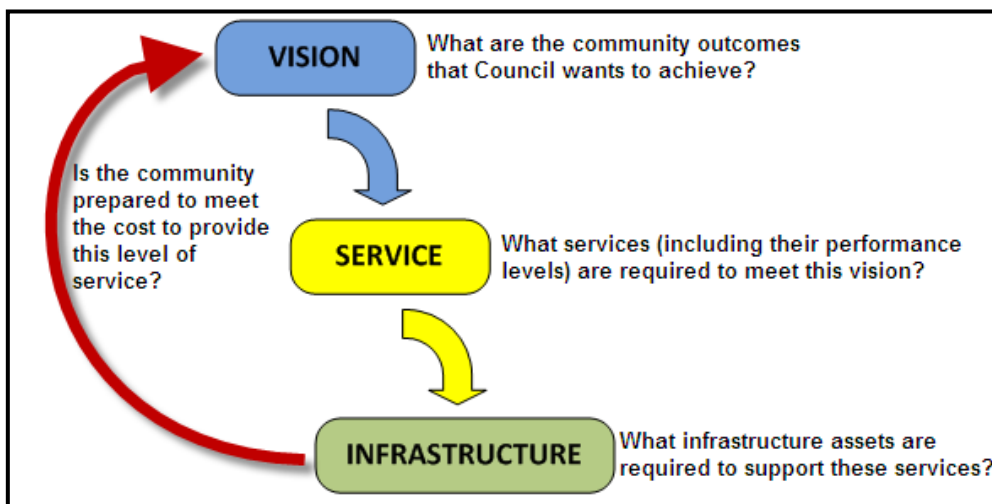 VISION
What are the community outcomes
that Council wants to achieve?
Is the community
prepared to meet
the cost to provide
this level of
service?
SERVICE
What services (including their performance
levels) are required to meet this vision?
INFRASTRUCTURE
What infrastructure assets are
required to support these services?